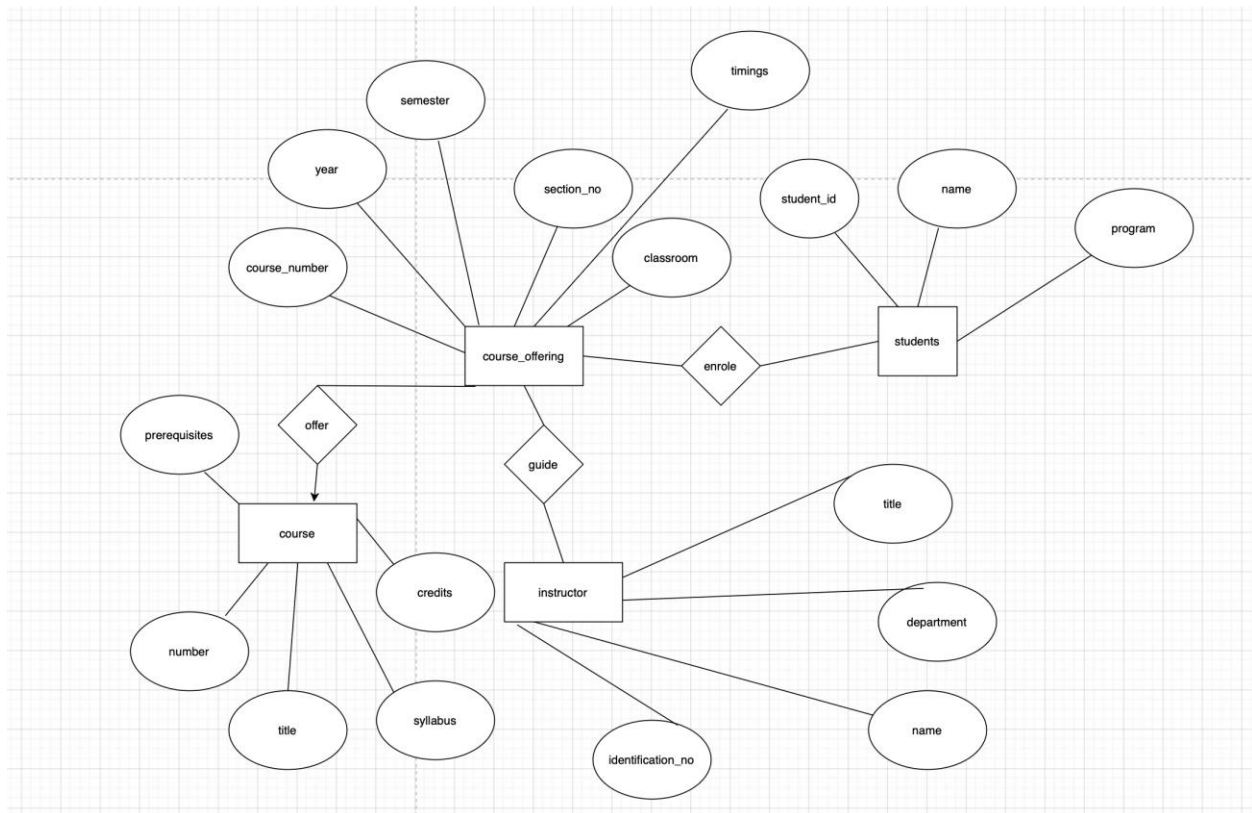 timings
semester
year
section_no
student_id
name
program
classroom
course_number
course_offering
students
enrole
offer
prerequisites
guide
title
course
credits
instructor
department
number
syllabus
title
name
identification_no